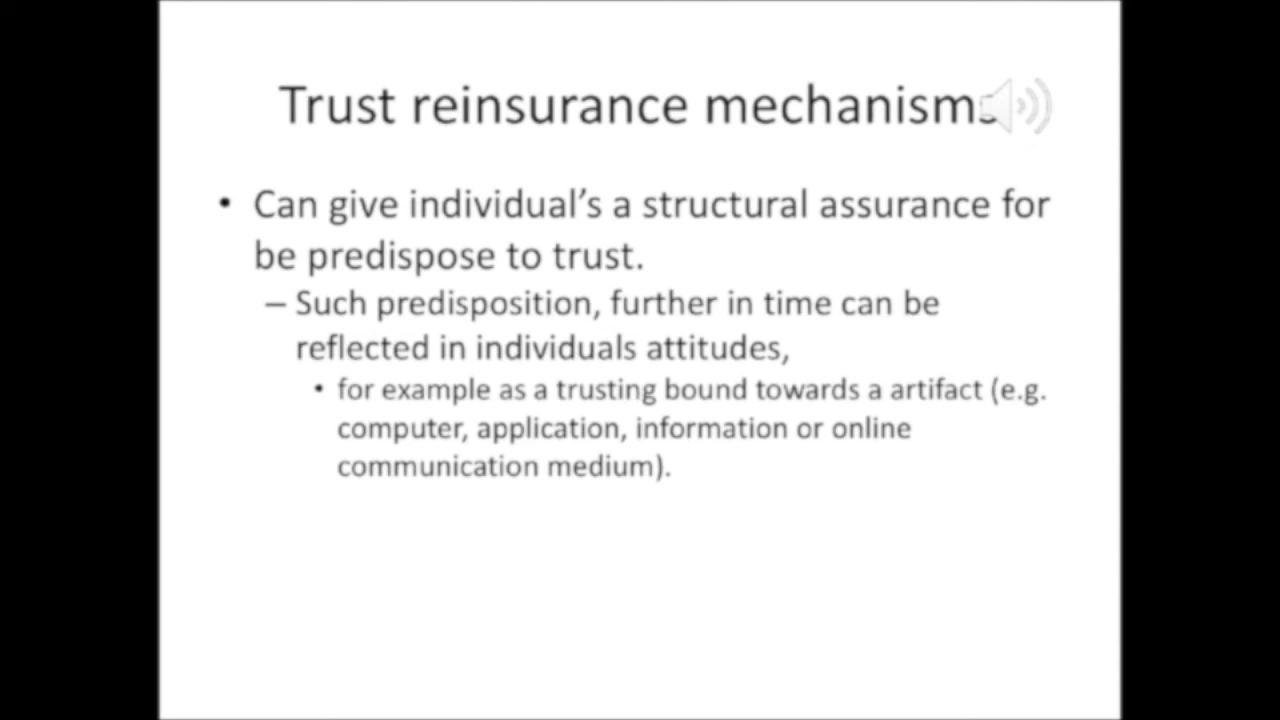 Trust reinsurance mechanisms
• Can give individual’s a structural assurance for
be predispose to trust.
– Such predisposition, further in time can be
reflected in individuals attitudes,
• for example as a trusting bound towards a artifact (e.g.
computer, application, information or online
communication medium).